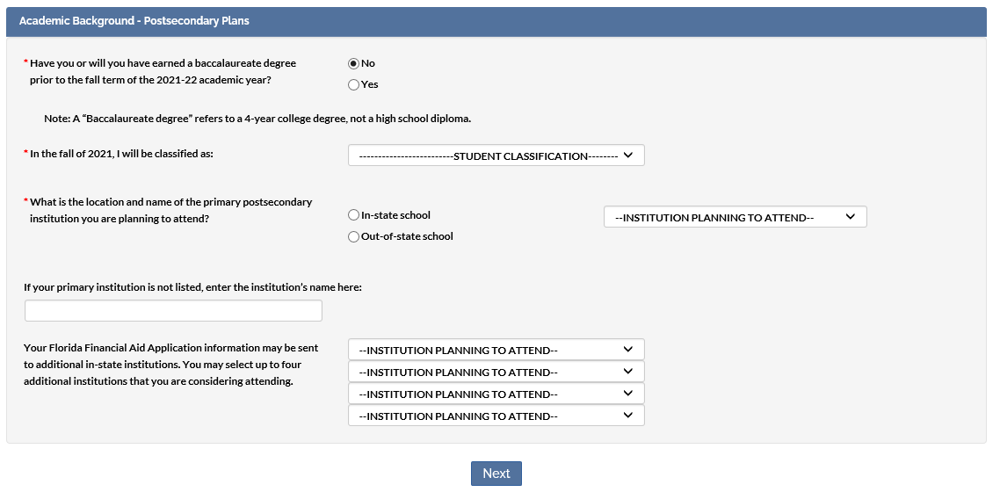 Academic Background - Postsecondary Plans
* Have you or will you have earned a baccalaureate degree
prior to the fall term of the 2021-22 academic year?
No
Yes
Note: A “Baccalaureate degree” refers to a 4-year college degree, not a high school diploma.
* In the fall of 2021, I will be classified as:
-------------------------STUDENT CLASSIFICATION--------
* What is the location and name of the primary postsecondary
institution you are planning to attend?
In-state school
Out-of-state school
--INSTITUTION PLANNING TO ATTEND--
If your primary institution is not listed, enter the institution’s name here:
Your Florida Financial Aid Application information may be sent
to additional in-state institutions. You may select up to four
additional institutions that you are considering attending.
--INSTITUTION PLANNING TO ATTEND--
--INSTITUTION PLANNING TO ATTEND--
--INSTITUTION PLANNING TO ATTEND--
--INSTITUTION PLANNING TO ATTEND--
Next